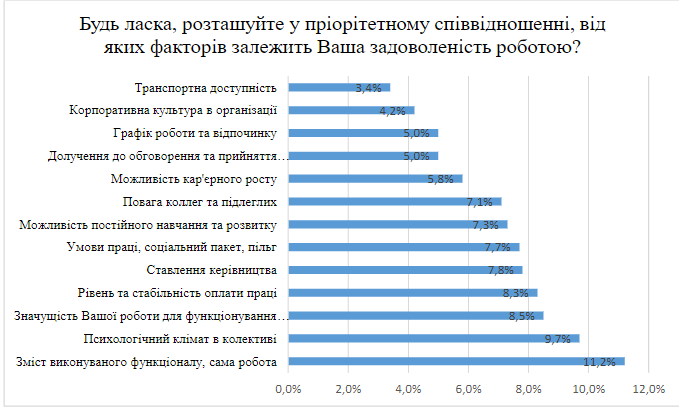 Будь ласка, розташуйте у пріорітетному співвідношенні, від
яких факторів залежить Ваша задоволеність роботою?
Транспортна доступність 3,4%
Корпоративна культура в організації 4,2%
Графік роботи та відпочинку 5,0%
Долучення до обговорення та прийняття… 5,0%
Можливість кар'єрного росту 5,8%
Повага коллег та підлеглих 7,1%
Можливість постійного навчання та розвитку 7,3%
Умови праці, соціальний пакет, пільг 7,7%
Ставлення керівництва 7,8%
Рівень та стабільність оплати праці 8,3%
Значущість Вашої роботи для функціонування… 8,5%
Психологічний клімат в колективі 9,7%
Зміст виконуваного функціоналу, сама робота 11,2%
0,0% 2,0% 4,0% 6,0% 8,0% 10,0% 12,0%